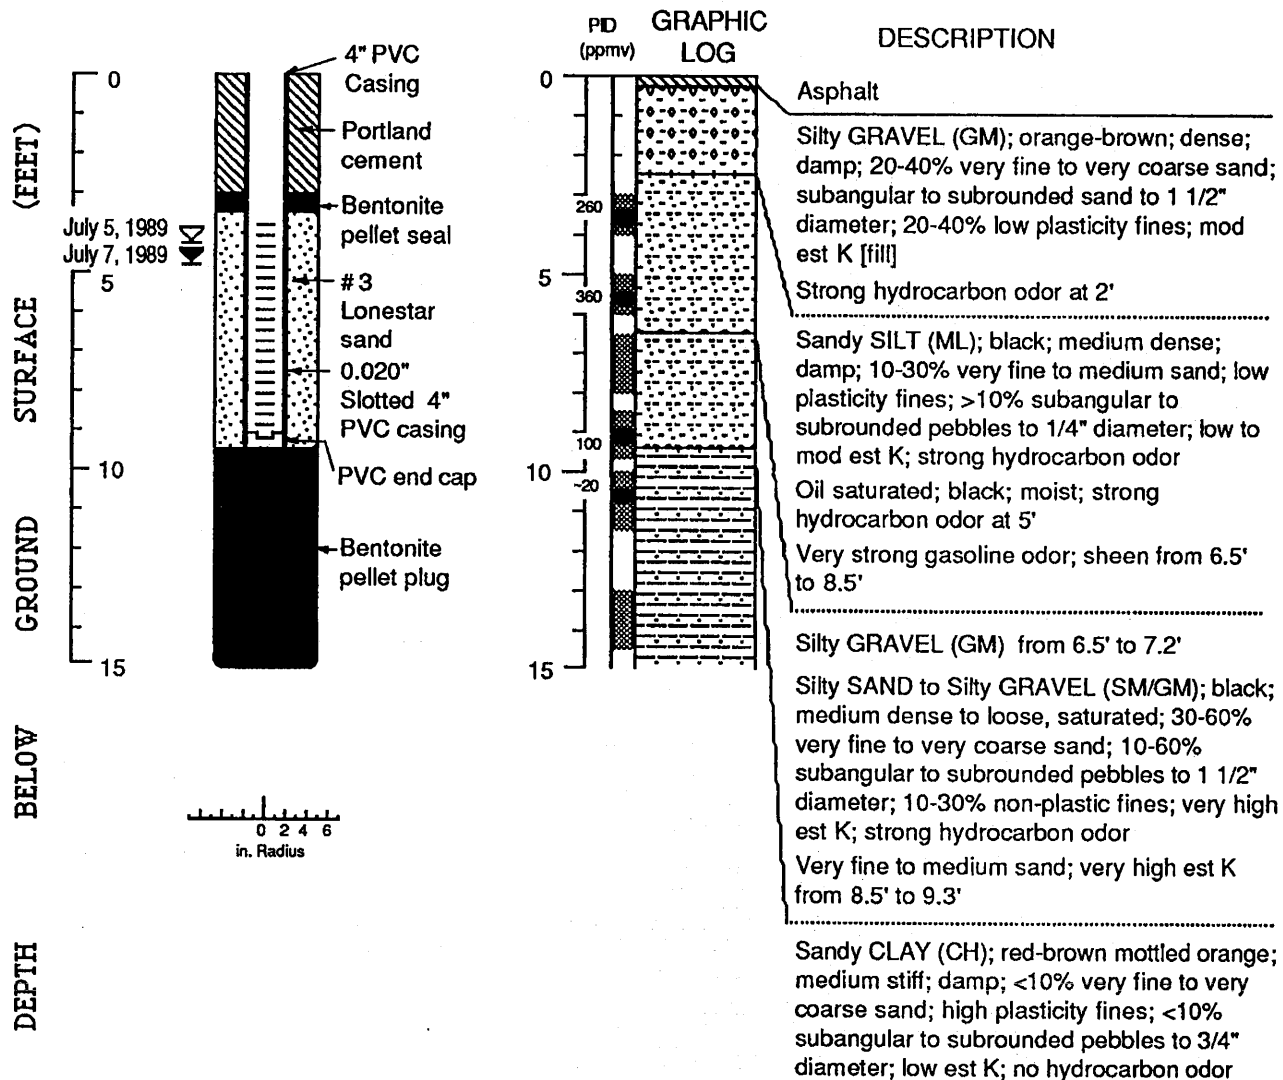 DEPTH BELOW GROUND SURFACE (FEET)
0
5
10
15
July 5, 1989
July 7, 1989
4" PVC
Casing
Portland
cement
Bentonite
pellet seal
#3
Lonestar
sand
0.020"
Slotted 4"
PVC casing
PVC end cap
Bentonite
pellet plug
0 2 4 6
in. Radius
PID
(ppmv)
GRAPHIC
LOG
0
260
5
360
100
10
~20
15
DESCRIPTION
Asphalt
Silty GRAVEL (GM); orange-brown; dense;
damp; 20-40% very fine to very coarse sand;
subangular to subrounded sand to 1 1/2"
diameter; 20-40% low plasticity fines; mod
est K [fill]
Strong hydrocarbon odor at 2'
Sandy SILT (ML); black; medium dense;
damp; 10-30% very fine to medium sand; low
plasticity fines; >10% subangular to
subrounded pebbles to 1/4" diameter; low to
mod est K; strong hydrocarbon odor
Oil saturated; black; moist; strong
hydrocarbon odor at 5'
Very strong gasoline odor; sheen from 6.5'
to 8.5'
Silty GRAVEL (GM) from 6.5' to 7.2'
Silty SAND to Silty GRAVEL (SM/GM); black;
medium dense to loose, saturated; 30-60%
very fine to very coarse sand; 10-60%
subangular to subrounded pebbles to 1 1/2"
diameter; 10-30% non-plastic fines; very high
est K; strong hydrocarbon odor
Very fine to medium sand; very high est K
from 8.5' to 9.3'
Sandy CLAY (CH); red-brown mottled orange;
medium stiff; damp; <10% very fine to very
coarse sand; high plasticity fines; <10%
subangular to subrounded pebbles to 3/4"
diameter; low est K; no hydrocarbon odor